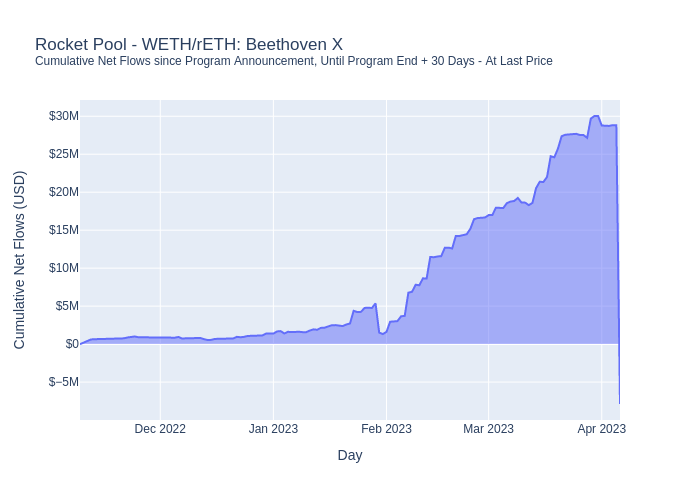 Rocket Pool - WETH/rETH: Beethoven X
Cumulative Net Flows since Program Announcement, Until Program End + 30 Days - At Last Price
$30M
$25M
$20M
$15M
$10M
$5M
$0
−$5M
Cumulative Net Flows (USD)
Dec 2022
Jan 2023
Feb 2023
Mar 2023
Apr 2023
Day